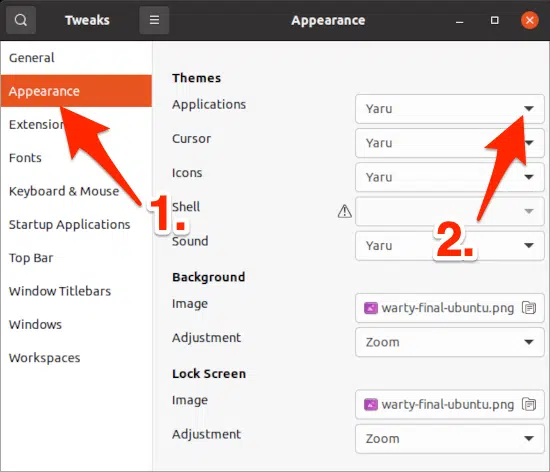 Tweaks
Appearance
General
Appearance
Extension
Fonts
Keyboard & Mouse
Startup Applications
Top Bar
Window Titlebars
Windows
Workspaces
1.
Themes
Applications Yaru
Cursor Yaru
Icons Yaru
Shell
Sound Yaru
2.
Background
Image warty-final-ubuntu.png
Adjustment Zoom
Lock Screen
Image warty-final-ubuntu.png
Adjustment Zoom